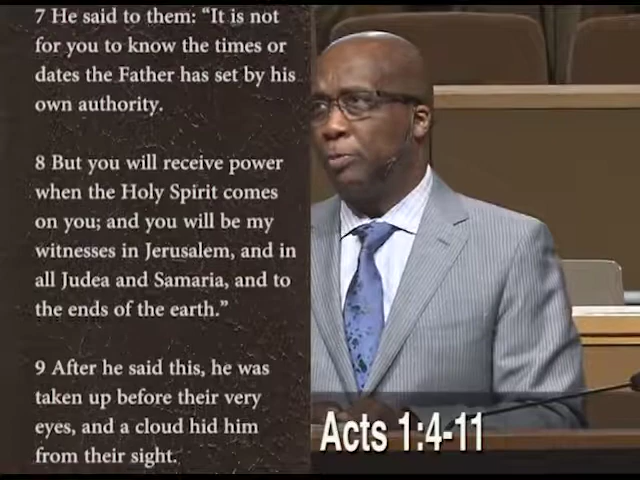 7 He said to them: “It is not
for you to know the times or
dates the Father has set by his
own authority.
8 But you will receive power
when the Holy Spirit comes
on you; and you will be my
witnesses in Jerusalem, and in
all Judea and Samaria, and to
the ends of the earth.”
9 After he said this, he was
taken up before their very
eyes, and a cloud hid him
from their sight.
Acts 1:4-11